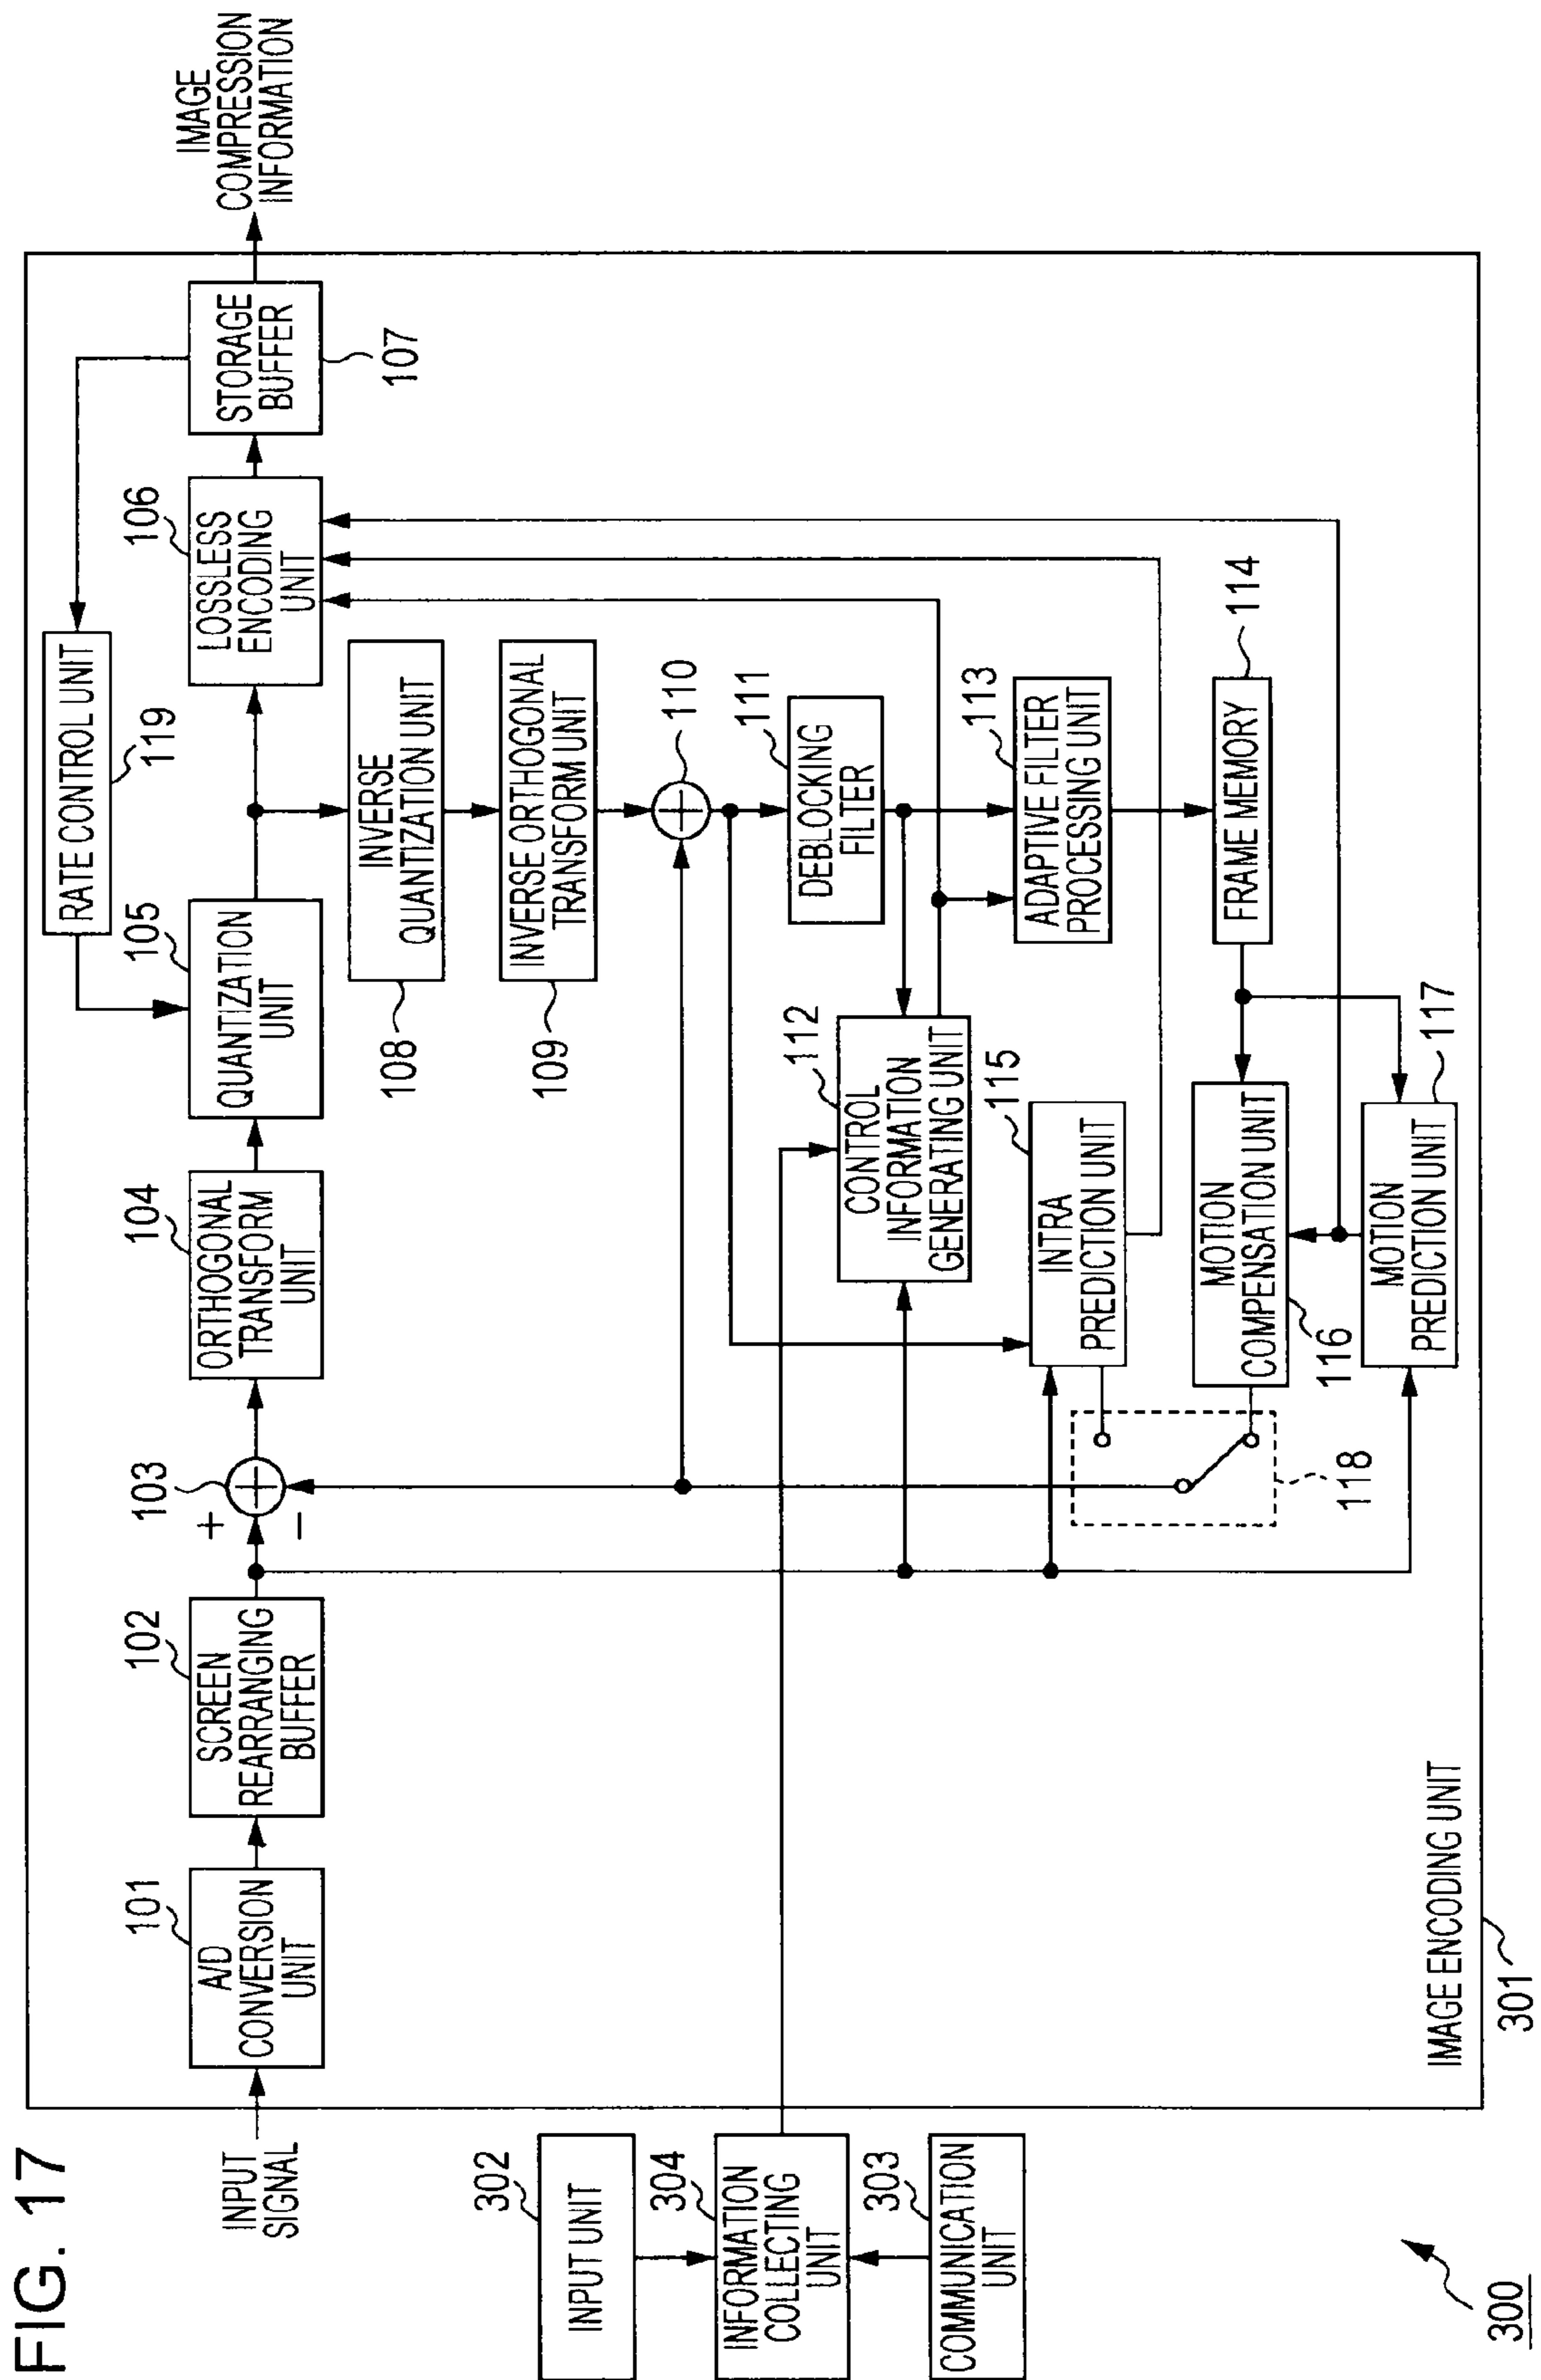 FIG. 17
INPUT
SIGNAL
101
A/D
CONVERSION
UNIT
102
SCREEN
REARRANGING
BUFFER
103
+
−
104
ORTHOGONAL
TRANSFORM
UNIT
105
QUANTIZATION
UNIT
RATE CONTROL UNIT
119
106
LOSSLESS
ENCODING
UNIT
STORAGE
BUFFER
107
IMAGE
COMPRESSION
INFORMATION
INVERSE
QUANTIZATION UNIT
108
INVERSE ORTHOGONAL
TRANSFORM UNIT
109
110
111
DEBLOCKING
FILTER
112
CONTROL
INFORMATION
GENERATING UNIT
113
ADAPTIVE FILTER
PROCESSING UNIT
114
FRAME MEMORY
115
INTRA
PREDICTION UNIT
MOTION
COMPENSATION UNIT
116
117
MOTION
PREDICTION UNIT
118
302
INPUT UNIT
304
INFORMATION
COLLECTING
UNIT
303
COMMUNICATION
UNIT
IMAGE ENCODING UNIT
301
300